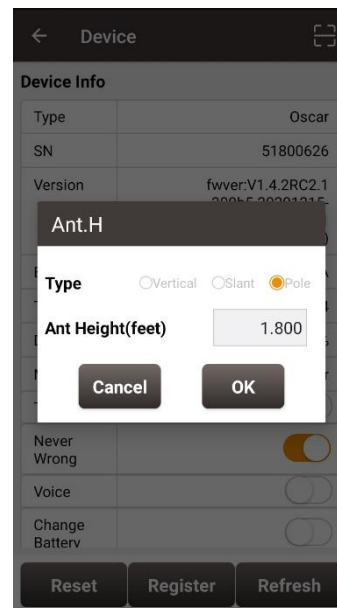 Device
Device Info
Type Oscar
SN 51800626
Version fwver:V1.4.2RC2.1
Ant.H
Type Vertical Slant Pole
Ant Height(feet) 1.800
Cancel OK
Never
Wrong
Voice
Change
Battery
Reset Register Refresh